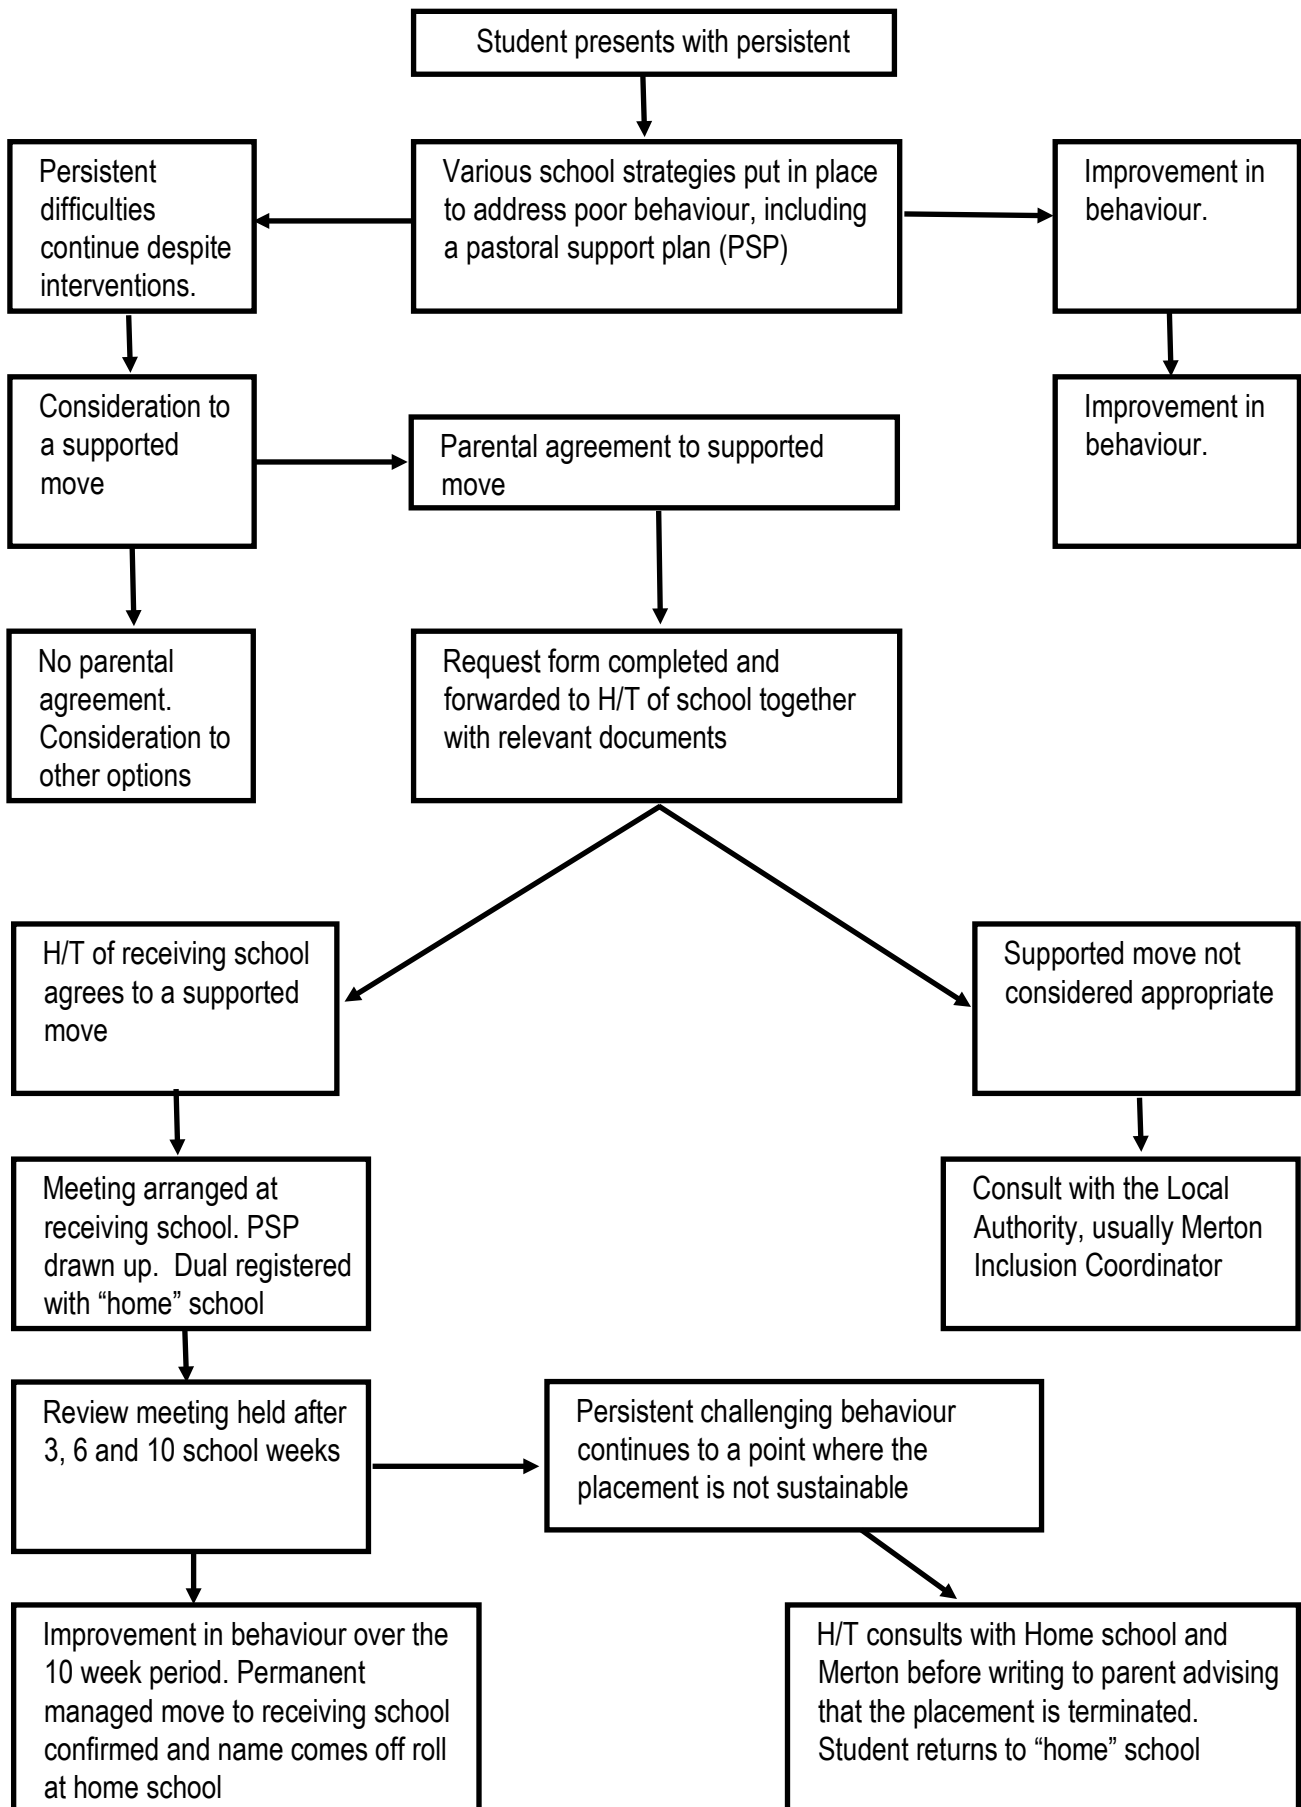 Student presents with persistent
Persistent
difficulties
continue despite
interventions.
Various school strategies put in place
to address poor behaviour, including
a pastoral support plan (PSP)
Improvement in
behaviour.
Consideration to
a supported
move
Parental agreement to supported
move
Improvement in
behaviour.
No parental
agreement.
Consideration to
other options
Request form completed and
forwarded to H/T of school together
with relevant documents
H/T of receiving school
agrees to a supported
move
Supported move not
considered appropriate
Meeting arranged at
receiving school. PSP
drawn up.  Dual registered
with “home” school
Consult with the Local
Authority, usually Merton
Inclusion Coordinator
Review meeting held after
3, 6 and 10 school weeks
Persistent challenging behaviour
continues to a point where the
placement is not sustainable
Improvement in behaviour over the
10 week period. Permanent
managed move to receiving school
confirmed and name comes off roll
at home school
H/T consults with Home school and
Merton before writing to parent advising
that the placement is terminated.
Student returns to “home” school